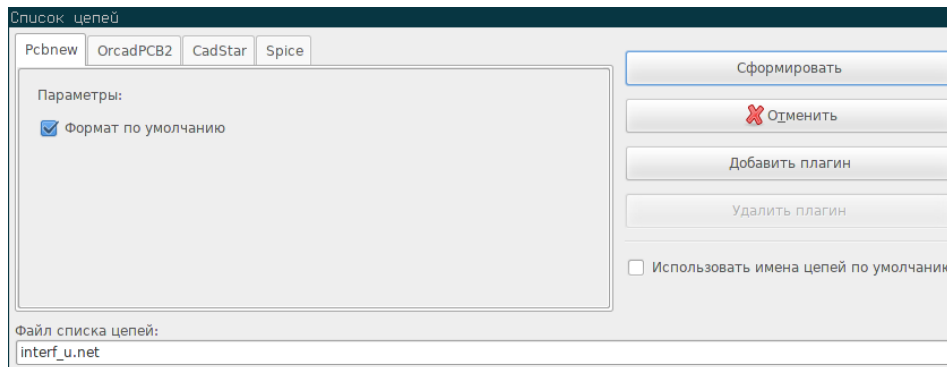 Список цепей
Pcbnew OrcadPCB2 CadStar Spice
Параметры:
Формат по умолчанию
Сформировать
Отменить
Добавить плагин
Удалить плагин
Использовать имена цепей по
Файл списка цепей:
interf_u.net